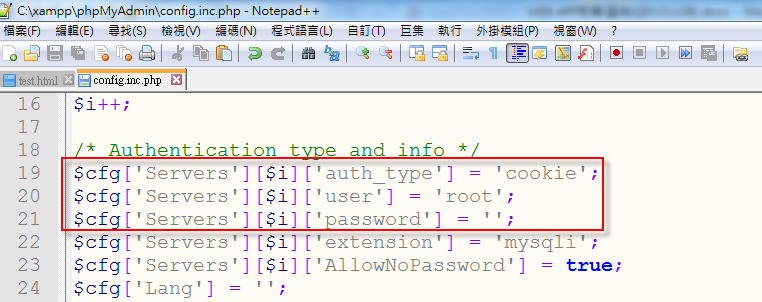 C:\xampp\phpMyAdmin\config.inc.php - Notepad++
檔案(F) 編輯(E) 尋找(S) 檢視(V) 編碼(N) 程式語言(L) 自訂(T) 巨集 執行 外掛模組(P) 視窗(W) ?
test.html config.inc.php
16 $i++;
17
18 /* Authentication type and info */
19 $cfg['Servers'][$i]['auth_type'] = 'cookie';
20 $cfg['Servers'][$i]['user'] = 'root';
21 $cfg['Servers'][$i]['password'] = '';
22 $cfg['Servers'][$i]['extension'] = 'mysqli';
23 $cfg['Servers'][$i]['AllowNoPassword'] = true;
24 $cfg['Lang'] = '';